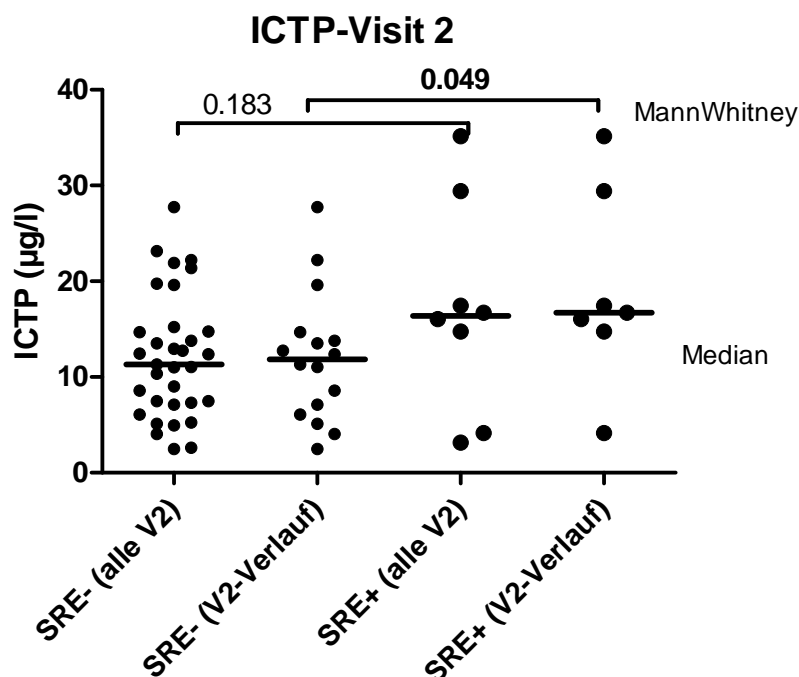 ICTP-Visit 2
0.049
0.183
MannWhitney
40
30
20
10
0
ICTP (µg/l)
Median
SRE- (alle V2)
SRE- (V2-Verlauf)
SRE+ (alle V2)
SRE+ (V2-Verlauf)